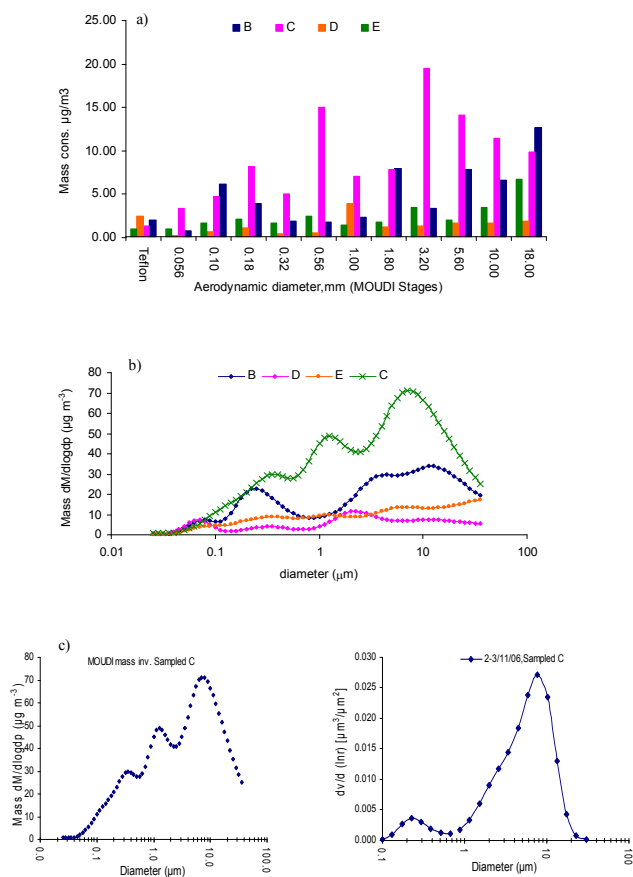 a)
B C D E
25.00
20.00
15.00
10.00
5.00
0.00
Mass cons. µg/m3
Teflon 0.056 0.10 0.18 0.32 0.56 1.00 1.80 3.20 5.60 10.00 18.00
Aerodynamic diameter,mm (MOUDI Stages)
b)
B D E C
80
70
60
50
40
30
20
10
0
Mass dM/dlogdp (µg m-3)
0.01 0.1 1 10 100
diameter (µm)
c)
MOUDI mass inv. Sampled C
80
70
60
50
40
30
20
10
0
Mass dM/dlogdp (µg m-3)
0.0 0.1 1.0 10.0 100.0
Diameter (µm)
2-3/11/06,Sampled C
0.030
0.025
0.020
0.015
0.010
0.005
0.000
dv/d (lnr) [µm3/µm2]
0.1 1 10 100
Diameter (µm)